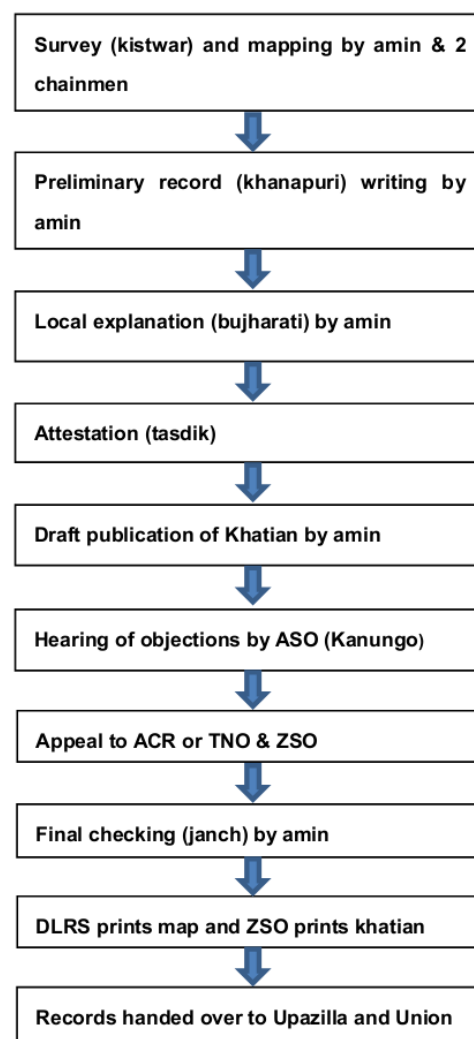 Survey (kistwar) and mapping by amin & 2
chainmen
Preliminary record (khanapuri) writing by
amin
Local explanation (bujharati) by amin
Attestation (tasdik)
Draft publication of Khatian by amin
Hearing of objections by ASO (Kanungo)
Appeal to ACR or TNO & ZSO
Final checking (janch) by amin
DLRS prints map and ZSO prints khatian
Records handed over to Upazilla and Union